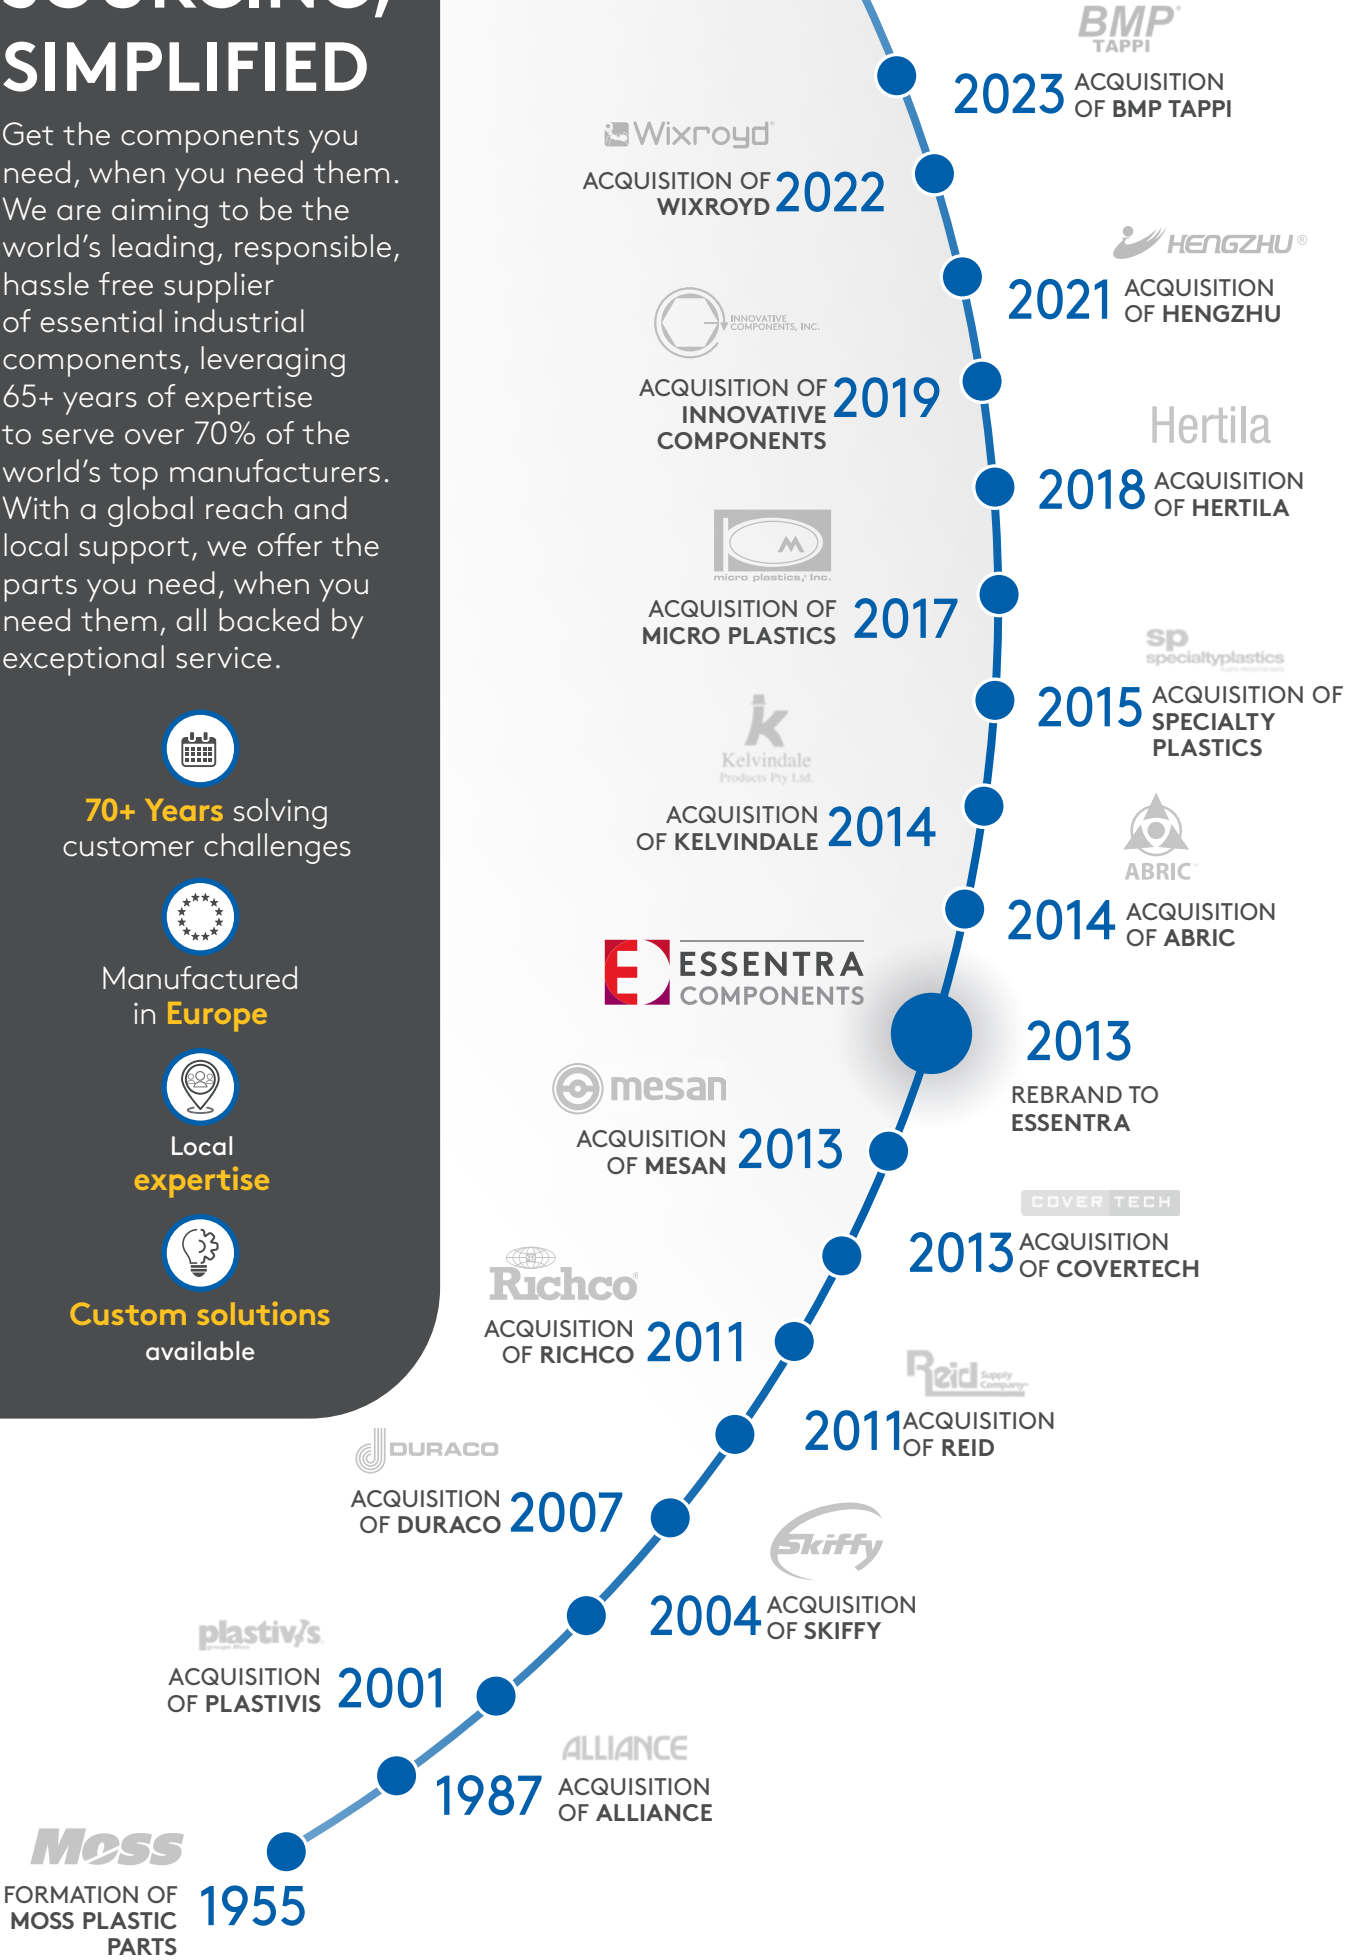 SOURCING,
SIMPLIFIED
Get the components you
need, when you need them.
We are aiming to be the
world's leading, responsible,
hassle free supplier
of essential industrial
components, leveraging
65+ years of expertise
to serve over 70% of the
world's top manufacturers.
With a global reach and
local support, we offer the
parts you need, when you
need them, all backed by
exceptional service.
70+ Years solving
customer challenges
Manufactured
in Europe
Local
expertise
Custom solutions
available
BMP®
TAPPI
2023 ACQUISITION
OF BMP TAPPI
Wixroyd®
ACQUISITION OF
WIXROYD 2022
HENGZHU®
2021 ACQUISITION
OF HENGZHU
INNOVATIVE
COMPONENTS, INC.
ACQUISITION OF
INNOVATIVE
COMPONENTS 2019
Hertila
2018 ACQUISITION
OF HERTILA
micro plastics, Inc.
ACQUISITION OF
MICRO PLASTICS 2017
sp
specialtyplastics
2015 ACQUISITION OF
SPECIALTY
PLASTICS
k
Kelvindale
Products Pty Ltd.
ACQUISITION
OF KELVINDALE 2014
ABRIC
2014 ACQUISITION
OF ABRIC
E ESSENTRA
COMPONENTS
2013
REBRAND TO
ESSENTRA
mesan
ACQUISITION
OF MESAN 2013
COVER TECH
2013 ACQUISITION
OF COVERTECH
Richco®
ACQUISITION
OF RICHCO 2011
Reid Supply
Company
2011 ACQUISITION
OF REID
DURACO
ACQUISITION
OF DURACO 2007
Skiffy
2004 ACQUISITION
OF SKIFFY
plastivis
ACQUISITION
OF PLASTIVIS 2001
ALLIANCE
1987 ACQUISITION
OF ALLIANCE
Moss
FORMATION OF
MOSS PLASTIC
PARTS 1955